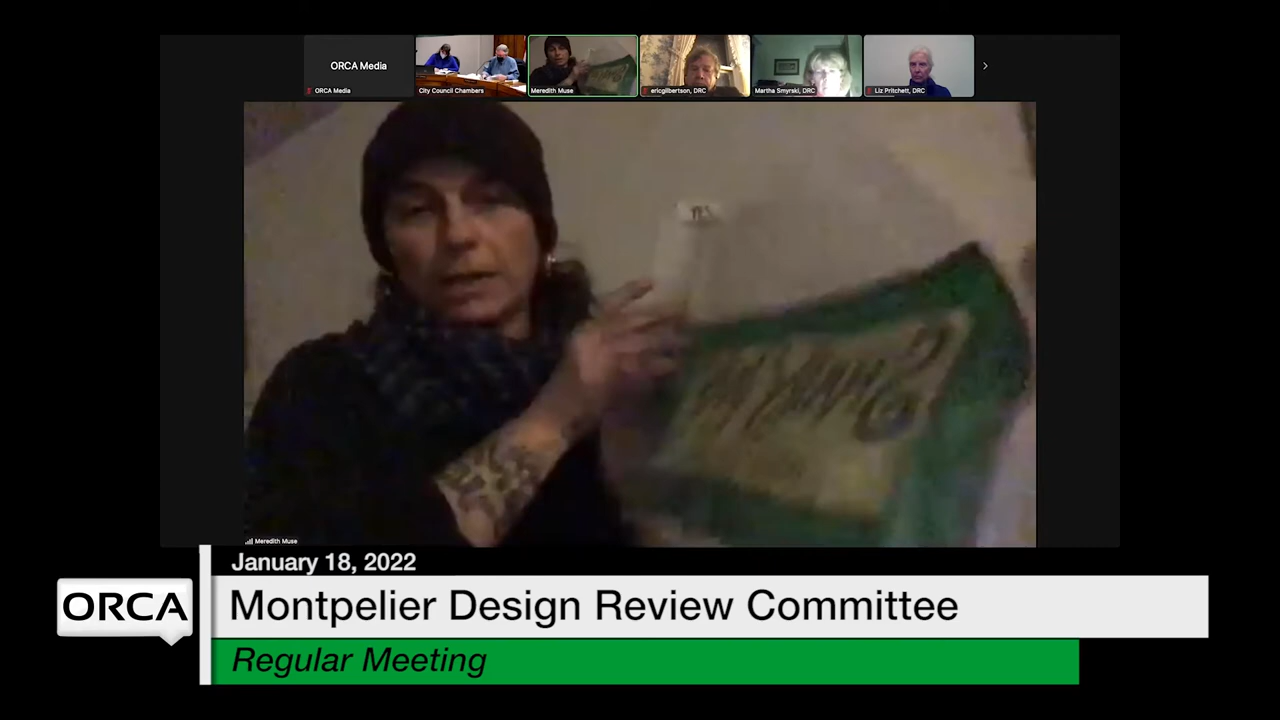 ORCA Media
ORCA Media
City Council Chambers
Meredith Muse
ericgilbertson, DRC
Martha Smyrski, DRC
Liz Pritchett, DRC
Meredith Muse
January 18, 2022
ORCA
Montpelier Design Review Committee
Regular Meeting